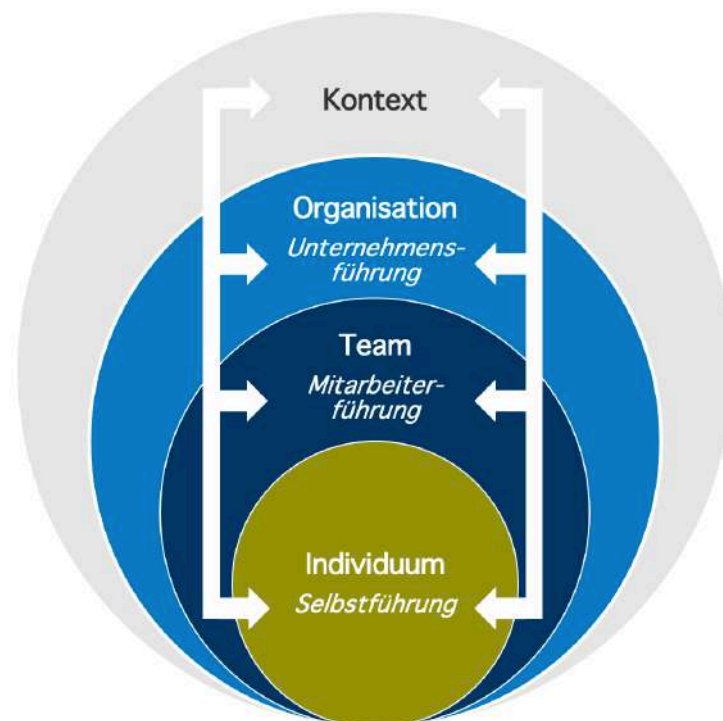 Kontext
Organisation
Unternehmens-
führung
Team
Mitarbeiter-
führung
Individuum
Selbstführung